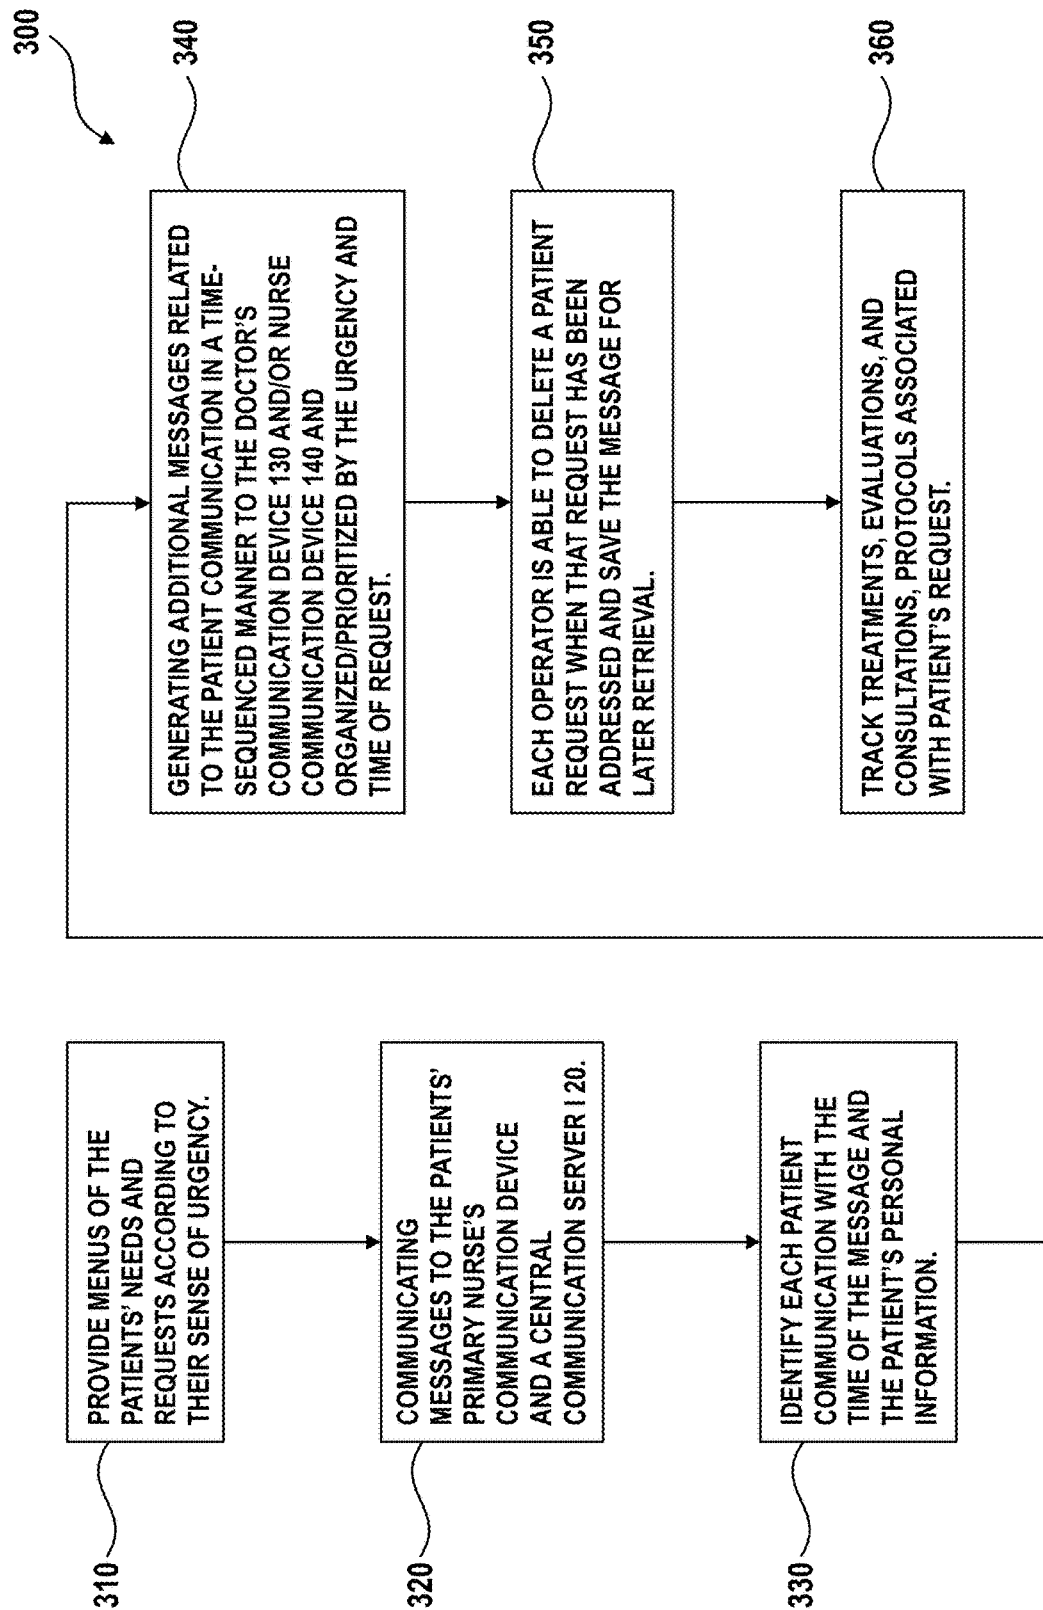 300
310
PROVIDE MENUS OF THE
PATIENTS' NEEDS AND
REQUESTS ACCORDING TO
THEIR SENSE OF URGENCY.
320
COMMUNICATING
MESSAGES TO THE PATIENTS'
PRIMARY NURSE'S
COMMUNICATION DEVICE
AND A CENTRAL
COMMUNICATION SERVER I 20.
330
IDENTIFY EACH PATIENT
COMMUNICATION WITH THE
TIME OF THE MESSAGE AND
THE PATIENT'S PERSONAL
INFORMATION.
340
GENERATING ADDITIONAL MESSAGES RELATED
TO THE PATIENT COMMUNICATION IN A TIME-
SEQUENCED MANNER TO THE DOCTOR'S
COMMUNICATION DEVICE 130 AND/OR NURSE
COMMUNICATION DEVICE 140 AND
ORGANIZED/PRIORITIZED BY THE URGENCY AND
TIME OF REQUEST.
350
EACH OPERATOR IS ABLE TO DELETE A PATIENT
REQUEST WHEN THAT REQUEST HAS BEEN
ADDRESSED AND SAVE THE MESSAGE FOR
LATER RETRIEVAL.
360
TRACK TREATMENTS, EVALUATIONS, AND
CONSULTATIONS, PROTOCOLS ASSOCIATED
WITH PATIENT'S REQUEST.